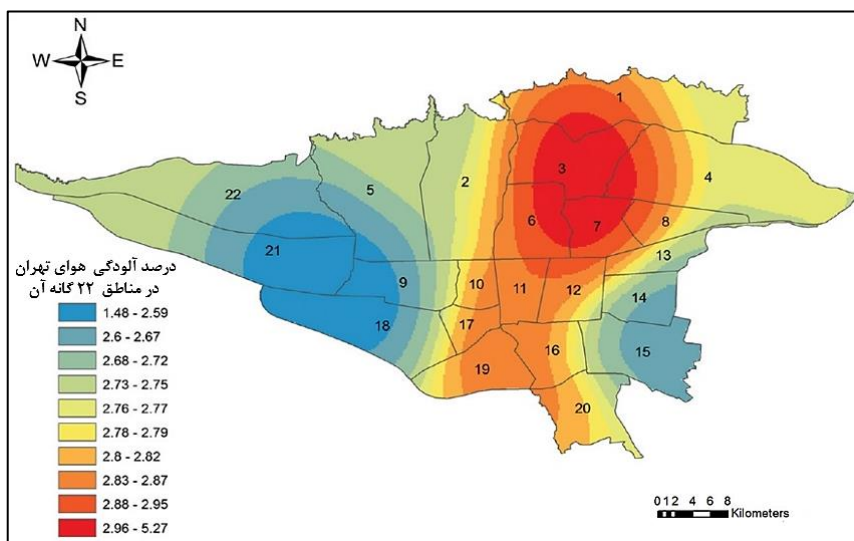 N
W E
S
1
3
4
2
5
22
6
7
8
21
13
9
10
11
12
14
18
17
16
15
19
20
درصد آلودگی هوای تهران
در مناطق ۲۲ گانه آن
1.48 - 2.59
2.6 - 2.67
2.68 - 2.72
2.73 - 2.75
2.76 - 2.77
2.78 - 2.79
2.8 - 2.82
2.83 - 2.87
2.88 - 2.95
2.96 - 5.27
0 1 2 4 6 8
Kilometers